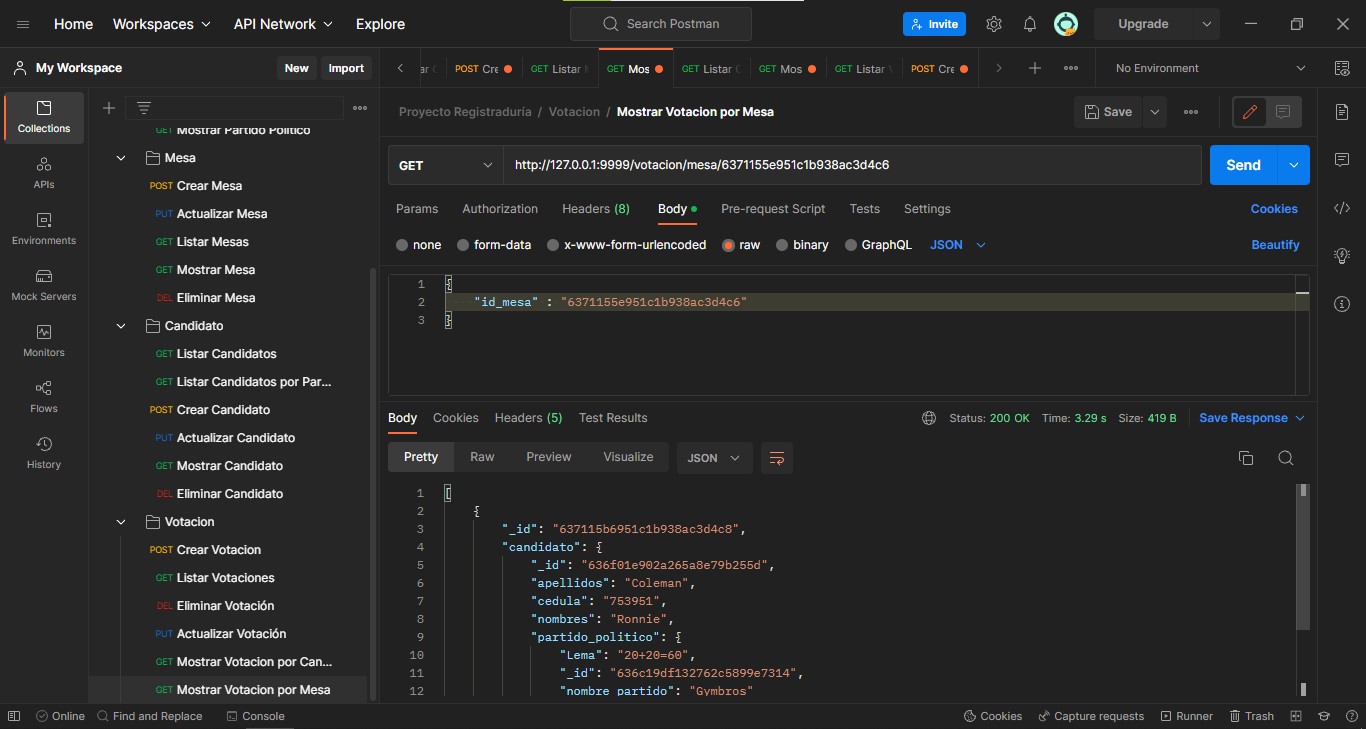 Home Workspaces API Network Explore Search Postman Invite Upgrade
My Workspace New Import
POST Cre GET Listar GET Mos GET Listar GET Mos GET Listar POST Cre No Environment
Collections
APIs
Environments
Mock Servers
Monitors
Flows
History
GET Mostrar Partido Politico
Mesa
POST Crear Mesa
PUT Actualizar Mesa
GET Listar Mesas
GET Mostrar Mesa
DEL Eliminar Mesa
Candidato
GET Listar Candidatos
GET Listar Candidatos por Par...
POST Crear Candidato
PUT Actualizar Candidato
GET Mostrar Candidato
DEL Eliminar Candidato
Votacion
POST Crear Votacion
GET Listar Votaciones
DEL Eliminar Votación
PUT Actualizar Votación
GET Mostrar Votacion por Can...
GET Mostrar Votacion por Mesa
Proyecto Registraduría / Votacion / Mostrar Votacion por Mesa Save
GET http://127.0.0.1:9999/votacion/mesa/6371155e951c1b938ac3d4c6 Send
Params Authorization Headers (8) Body Pre-request Script Tests Settings Cookies
none form-data x-www-form-urlencoded raw binary GraphQL JSON Beautify
1 {
2 "id_mesa" : "6371155e951c1b938ac3d4c6"
3 }
Body Cookies Headers (5) Test Results Status: 200 OK Time: 3.29 s Size: 419 B Save Response
Pretty Raw Preview Visualize JSON
1 [
2 {
3 "_id": "637115b6951c1b938ac3d4c8",
4 "candidato": {
5 "_id": "636f01e902a265a8e79b255d",
6 "apellidos": "Coleman",
7 "cedula": "753951",
8 "nombres": "Ronnie",
9 "partido_politico": {
10 "Lema": "20+20=60",
11 "_id": "636c19df132762c5899e7314",
12 "nombre_partido": "Gymbros"
Online Find and Replace Console Cookies Capture requests Runner Trash